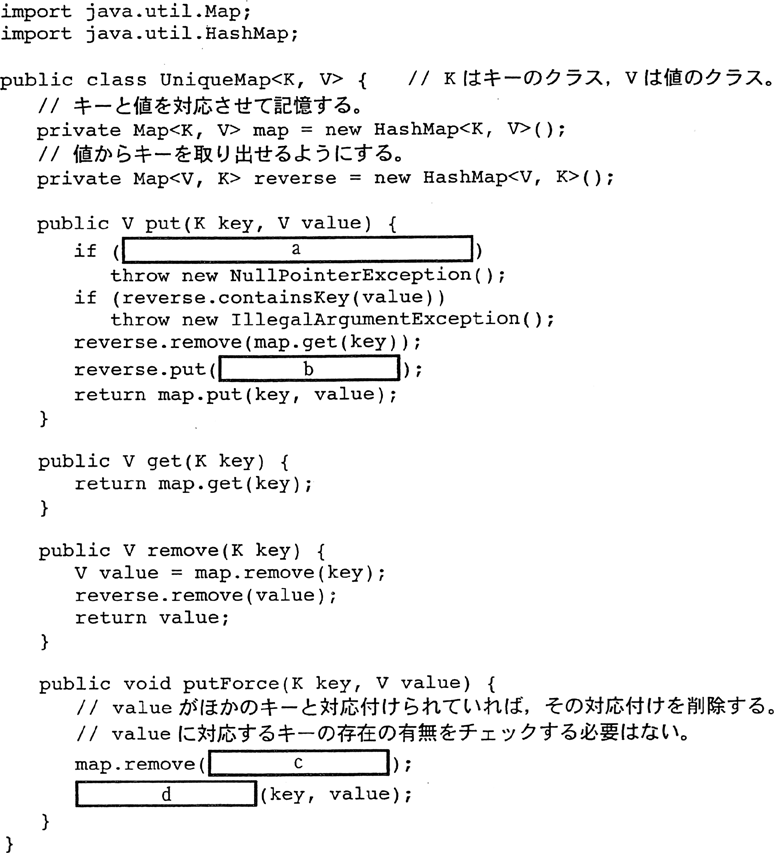 import java.util.Map;
import java.util.HashMap;
public class UniqueMap<K, V> {   // K はキーのクラス，V は値のクラス。
   // キーと値を対応させて記憶する。
   private Map<K, V> map = new HashMap<K, V>();
   // 値からキーを取り出せるようにする。
   private Map<V, K> reverse = new HashMap<V, K>();
   public V put(K key, V value) {
      if ( a )
         throw new NullPointerException();
      if (reverse.containsKey(value))
         throw new IllegalArgumentException();
      reverse.remove(map.get(key));
      reverse.put( b );
      return map.put(key, value);
   }
   public V get(K key) {
      return map.get(key);
   }
   public V remove(K key) {
      V value = map.remove(key);
      reverse.remove(value);
      return value;
   }
   public void putForce(K key, V value) {
      // value がほかのキーと対応付けられていれば，その対応付けを削除する。
      // value に対応するキーの存在の有無をチェックする必要はない。
      map.remove( c );
      d (key, value);
   }
}